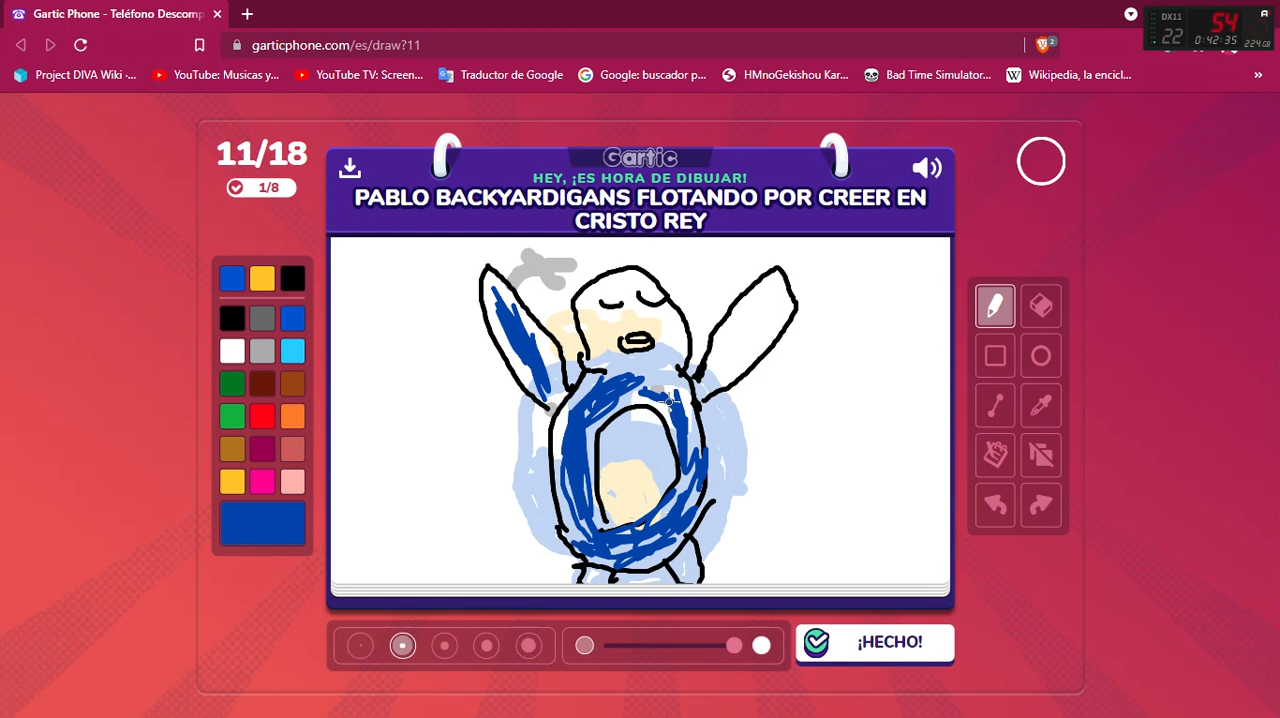 Gartic Phone - Teléfono Descomp
garticphone.com/es/draw?11
2
DX11
22
54
0:42:35
224GB
Project DIVA Wiki -...
YouTube: Musicas y...
YouTube TV: Screen...
Traductor de Google
Google: buscador p...
HMnoGekishou Kar...
Bad Time Simulator...
Wikipedia, la encicl...
»
11/18
1/8
Gartic
HEY, ¡ES HORA DE DIBUJAR!
PABLO BACKYARDIGANS FLOTANDO POR CREER EN
CRISTO REY
¡HECHO!